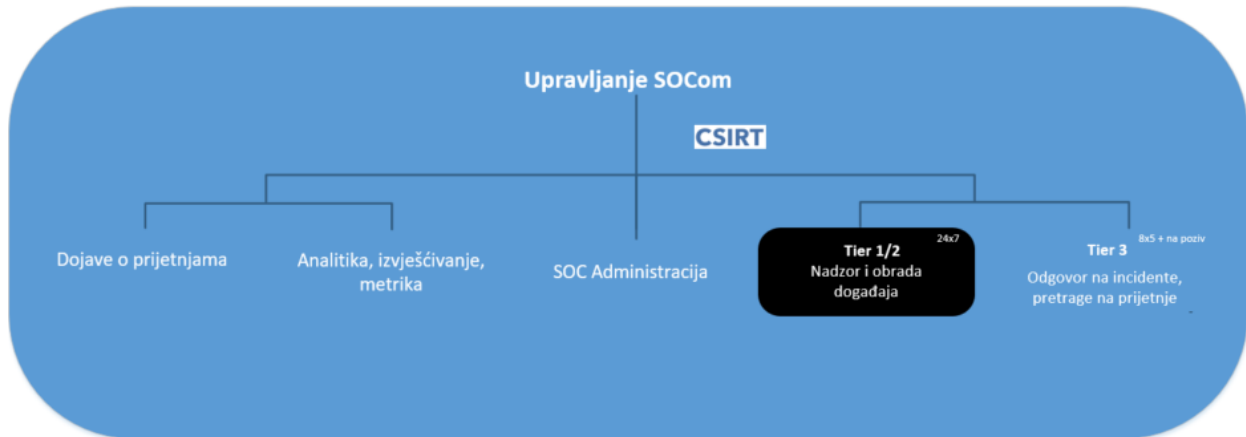 Upravljanje SOCom
CSIRT
Dojave o prijetnjama
Analitika, izvješćivanje,
metrika
SOC Administracija
24x7
Tier 1/2
Nadzor i obrada
događaja
8x5 + na poziv
Tier 3
Odgovor na incidente,
pretrage na prijetnje